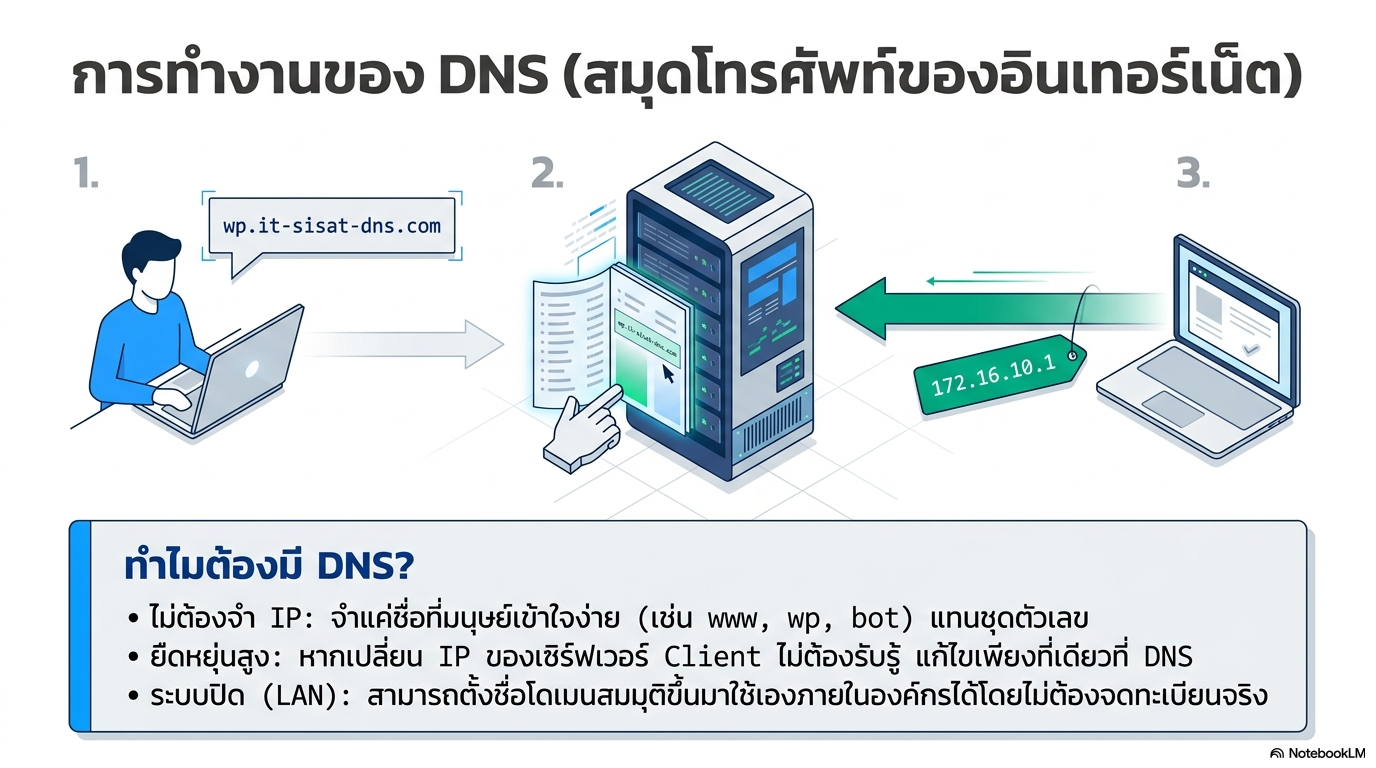 การทำงานของ DNS (สมุดโทรศัพท์ของอินเทอร์เน็ต)
1.
wp.it-sisat-dns.com
2.
wp.it-sisat-dns.com
3.
172.16.10.1
ทำไมต้องมี DNS?
• ไม่ต้องจำ IP: จำแค่ชื่อที่มนุษย์เข้าใจง่าย (เช่น www, wp, bot) แทนชุดตัวเลข
• ยืดหยุ่นสูง: หากเปลี่ยน IP ของเซิร์ฟเวอร์ Client ไม่ต้องรับรู้ แก้ไขเพียงที่เดียวที่ DNS
• ระบบปิด (LAN): สามารถตั้งชื่อโดเมนสมมุติขึ้นมาใช้เองภายในองค์กรได้โดยไม่ต้องจดทะเบียนจริง
NotebookLM